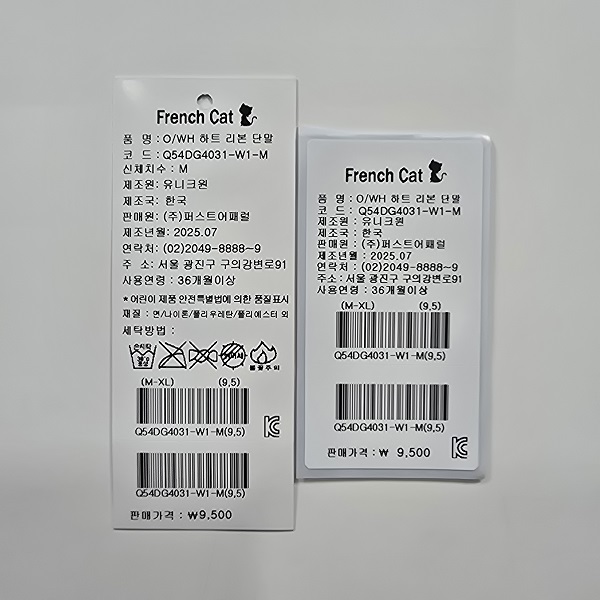 French Cat
품 명 : O/WH 하트 리본 단말
코 드 : Q54DG4031-W1-M
신체치수 : M
제조원: 유니크원
제조국: 한국
판매원: (주)퍼스트어패럴
제조년월 : 2025.07
연락처: (02)2049-8888~9
주 소: 서울 광진구 구의강변로91
사용연령 : 36개월이상
*어린이 제품 안전특별법에 의한 품질표시
재질 : 면/나이론/폴리우레탄/폴리에스터 외
세탁방법 :
손세탁
불꽃주의
(M-XL) (9,5)
Q54DG4031-W1-M(9,5)
Q54DG4031-W1-M(9,5)
판매가격 : ₩9,500
French Cat
품 명 : O/WH 하트 리본 단말
코 드 : Q54DG4031-W1-M
제조원 : 유니크원
제조국 : 한국
판매원 : (주)퍼스트어패럴
제조년월 : 2025.07
연락처 : (02)2049-8888~9
주 소 : 서울 광진구 구의강변로91
사용연령 : 36개월이상
(M-XL) (9,5)
Q54DG4031-W1-M(9,5)
Q54DG4031-W1-M(9,5)
판매가격 : ₩ 9,500